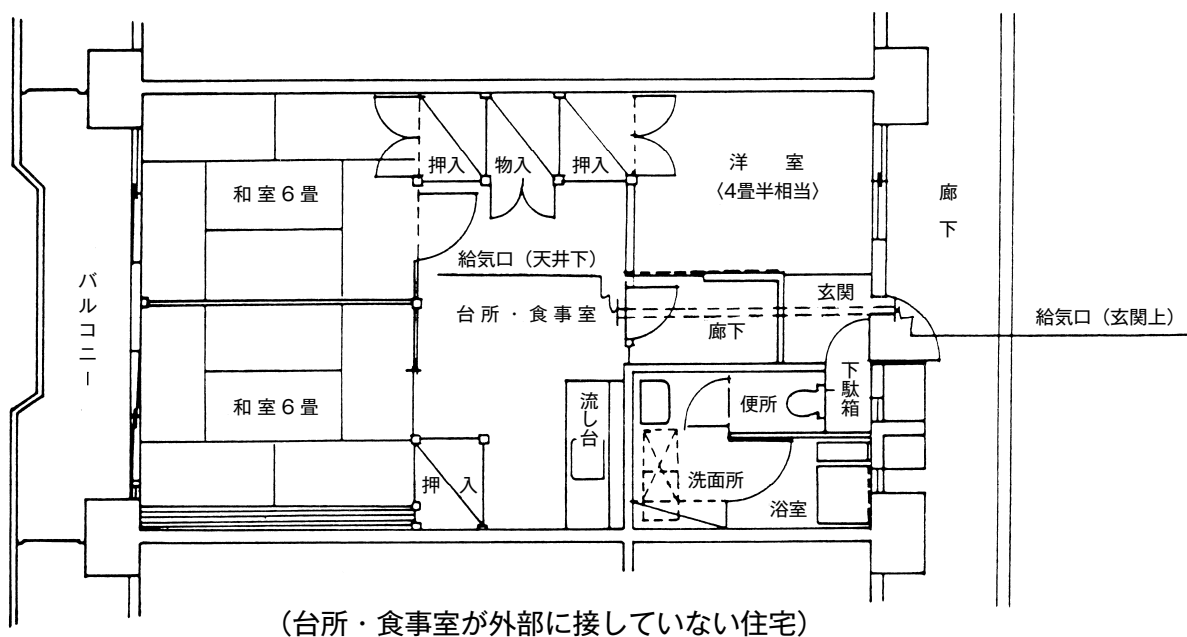 押入
物入
押入
洋　室
〈4畳半相当〉
和室6畳
廊下
給気口（天井下）
バルコニー
玄関
台所・食事室
給気口（玄関上）
廊下
下駄箱
便所
和室6畳
流し台
押入
洗面所
浴室
（台所・食事室が外部に接していない住宅）